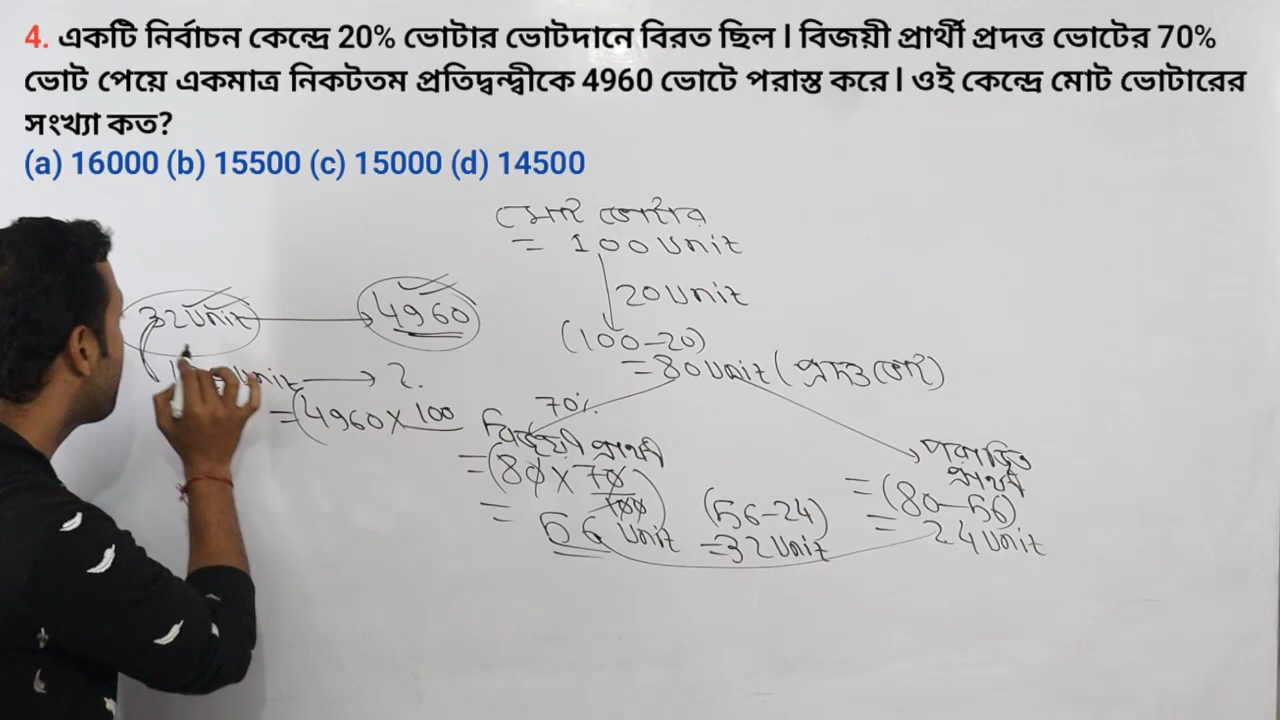 4. একটি নির্বাচন কেন্দ্রে 20% ভোটার ভোটদানে বিরত ছিল। বিজয়ী প্রার্থী প্রদত্ত ভোটের 70%
ভোট পেয়ে একমাত্র নিকটতম প্রতিদ্বন্দ্বীকে 4960 ভোটে পরাস্ত করে। ওই কেন্দ্রে মোট ভোটারের
সংখ্যা কত?
(a) 16000 (b) 15500 (c) 15000 (d) 14500
মোট ভোটার
= 100 Unit
20 Unit
(100-20)
= 80 Unit (প্রদত্ত ভোট)
32 Unit → 4960
Unit → ?
= (4960 × 100
70%
বিজয়ী প্রার্থী
= (80 × 70
100)
= 56 Unit
(56-24)
= 32 Unit
পরাজিত
প্রার্থী
= (80-56)
= 24 Unit